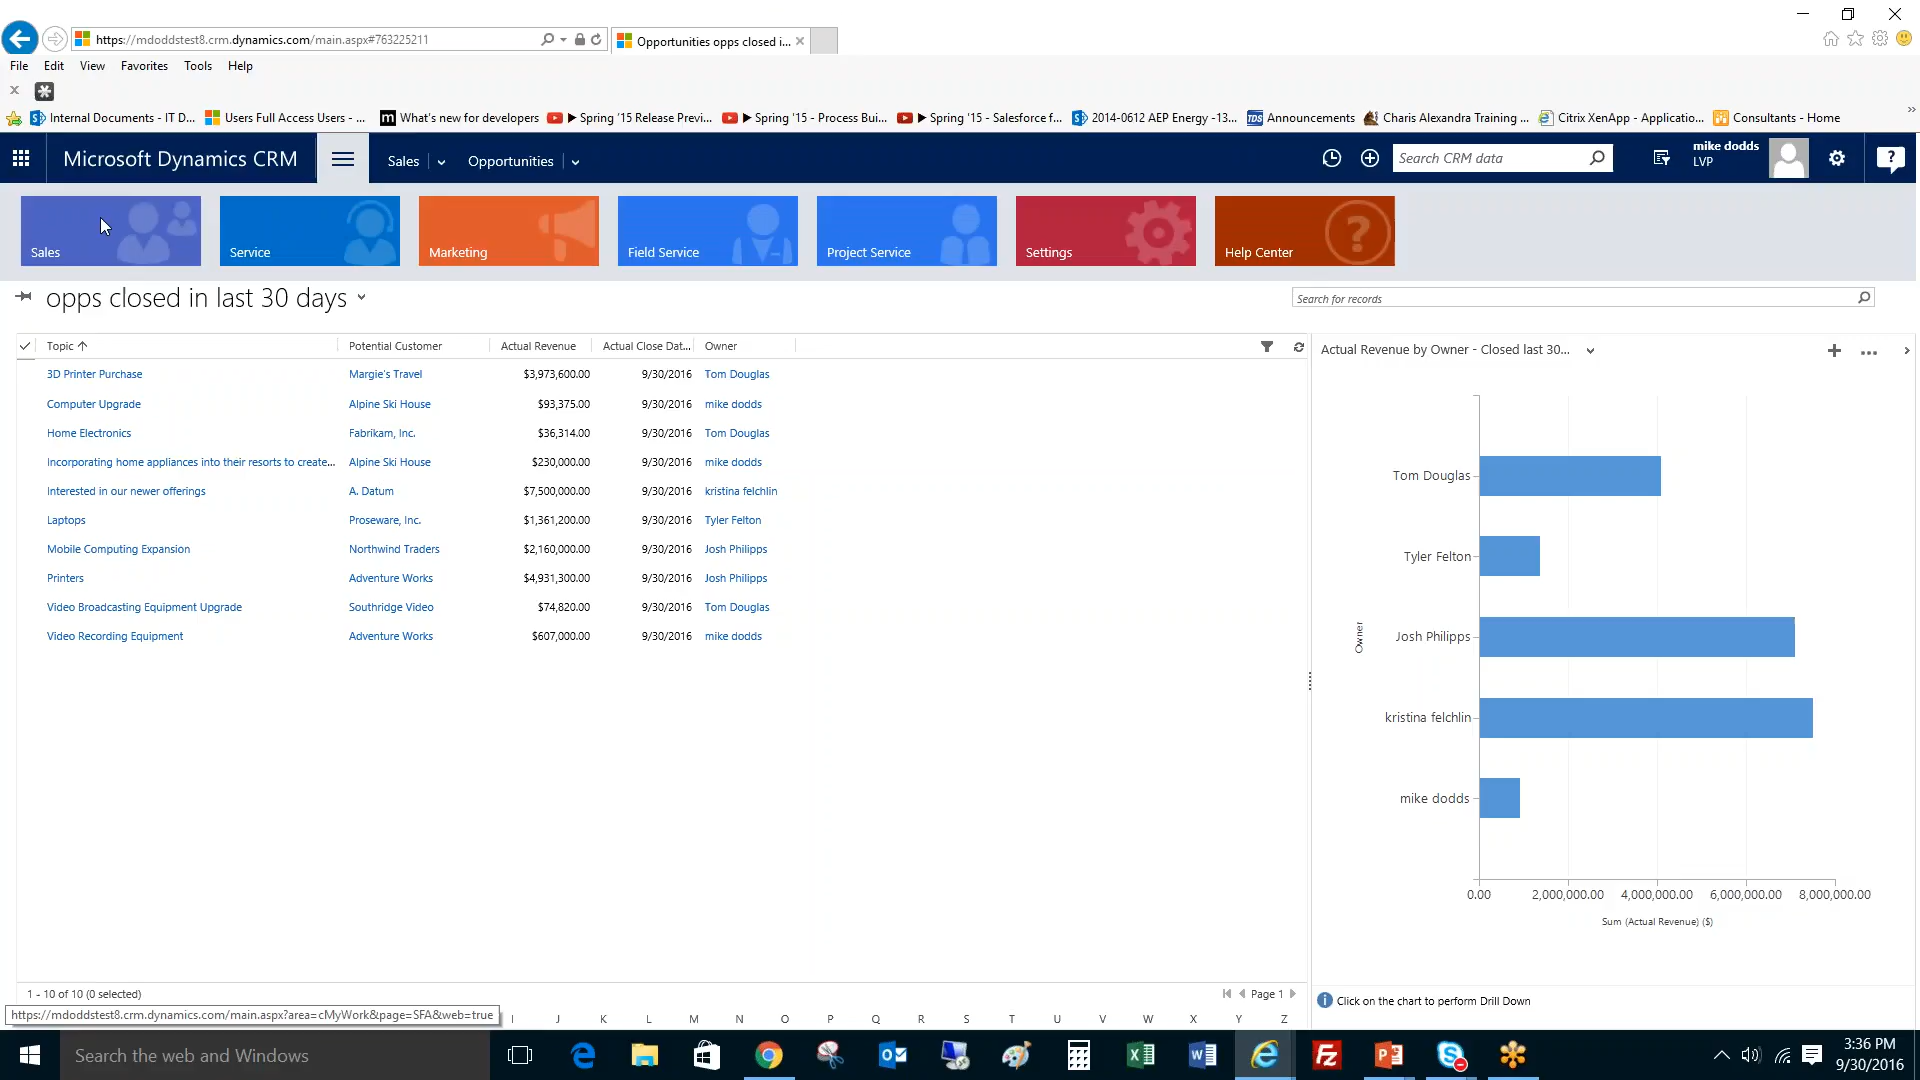 https://mdoddstest8.crm.dynamics.com/main.aspx#763225211
Opportunities opps closed i...
File Edit View Favorites Tools Help
Internal Documents - IT D... Users Full Access Users - ... What's new for developers Spring '15 Release Previ... Spring '15 - Process Bui... Spring '15 - Salesforce f... 2014-0612 AEP Energy -13... TDS Announcements Charis Alexandra Training ... Citrix XenApp - Applicatio... Consultants - Home
Microsoft Dynamics CRM Sales Opportunities Search CRM data mike dodds
LVP
Sales Service Marketing Field Service Project Service Settings Help Center
opps closed in last 30 days
Search for records
Topic Potential Customer Actual Revenue Actual Close Dat... Owner
3D Printer Purchase Margie's Travel $3,973,600.00 9/30/2016 Tom Douglas
Computer Upgrade Alpine Ski House $93,375.00 9/30/2016 mike dodds
Home Electronics Fabrikam, Inc. $36,314.00 9/30/2016 Tom Douglas
Incorporating home appliances into their resorts to create... Alpine Ski House $230,000.00 9/30/2016 mike dodds
Interested in our newer offerings A. Datum $7,500,000.00 9/30/2016 kristina felchlin
Laptops Proseware, Inc. $1,361,200.00 9/30/2016 Tyler Felton
Mobile Computing Expansion Northwind Traders $2,160,000.00 9/30/2016 Josh Philipps
Printers Adventure Works $4,931,300.00 9/30/2016 Josh Philipps
Video Broadcasting Equipment Upgrade Southridge Video $74,820.00 9/30/2016 Tom Douglas
Video Recording Equipment Adventure Works $607,000.00 9/30/2016 mike dodds
Actual Revenue by Owner - Closed last 30...
Tom Douglas
Tyler Felton
Owner
Josh Philipps
kristina felchlin
mike dodds
0.00 2,000,000.00 4,000,000.00 6,000,000.00 8,000,000.00
Sum (Actual Revenue) ($)
1 - 10 of 10 (0 selected) Page 1
Click on the chart to perform Drill Down
https://mdoddstest8.crm.dynamics.com/main.aspx?area=cMyWork&page=SFA&web=true
I J K L M N O P Q R S T U V W X Y Z
Search the web and Windows
3:36 PM
9/30/2016